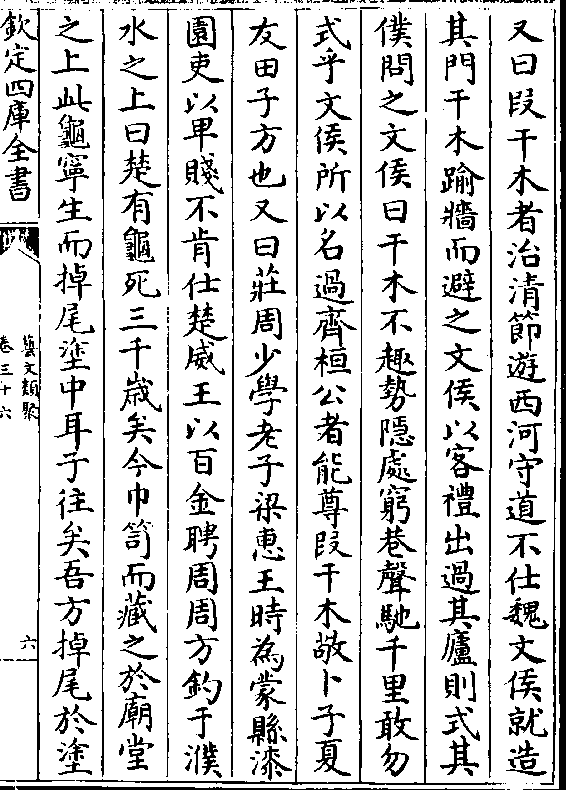 又曰段干木者治清節遊西河守道不仕魏文侯就造
其門干木踰牆而避之文侯以客禮出過其廬則式其
僕問之文侯曰干木不趣勢隱處窮巷聲馳千里敢勿
式乎文侯所以名過齊桓公者能尊段干木敬卜子夏
友田子方也又曰莊周少學老子梁惠王時為蒙縣漆
園吏以卑賤不肯仕楚威王以百金聘周周方釣于濮
水之上曰楚有龜死三千歲矣今巾笥而藏之於廟堂
之上此龜寧生而掉尾塗中耳子往矣吾方掉尾於塗
欽定四庫全書
藝文類聚
卷三十六
六